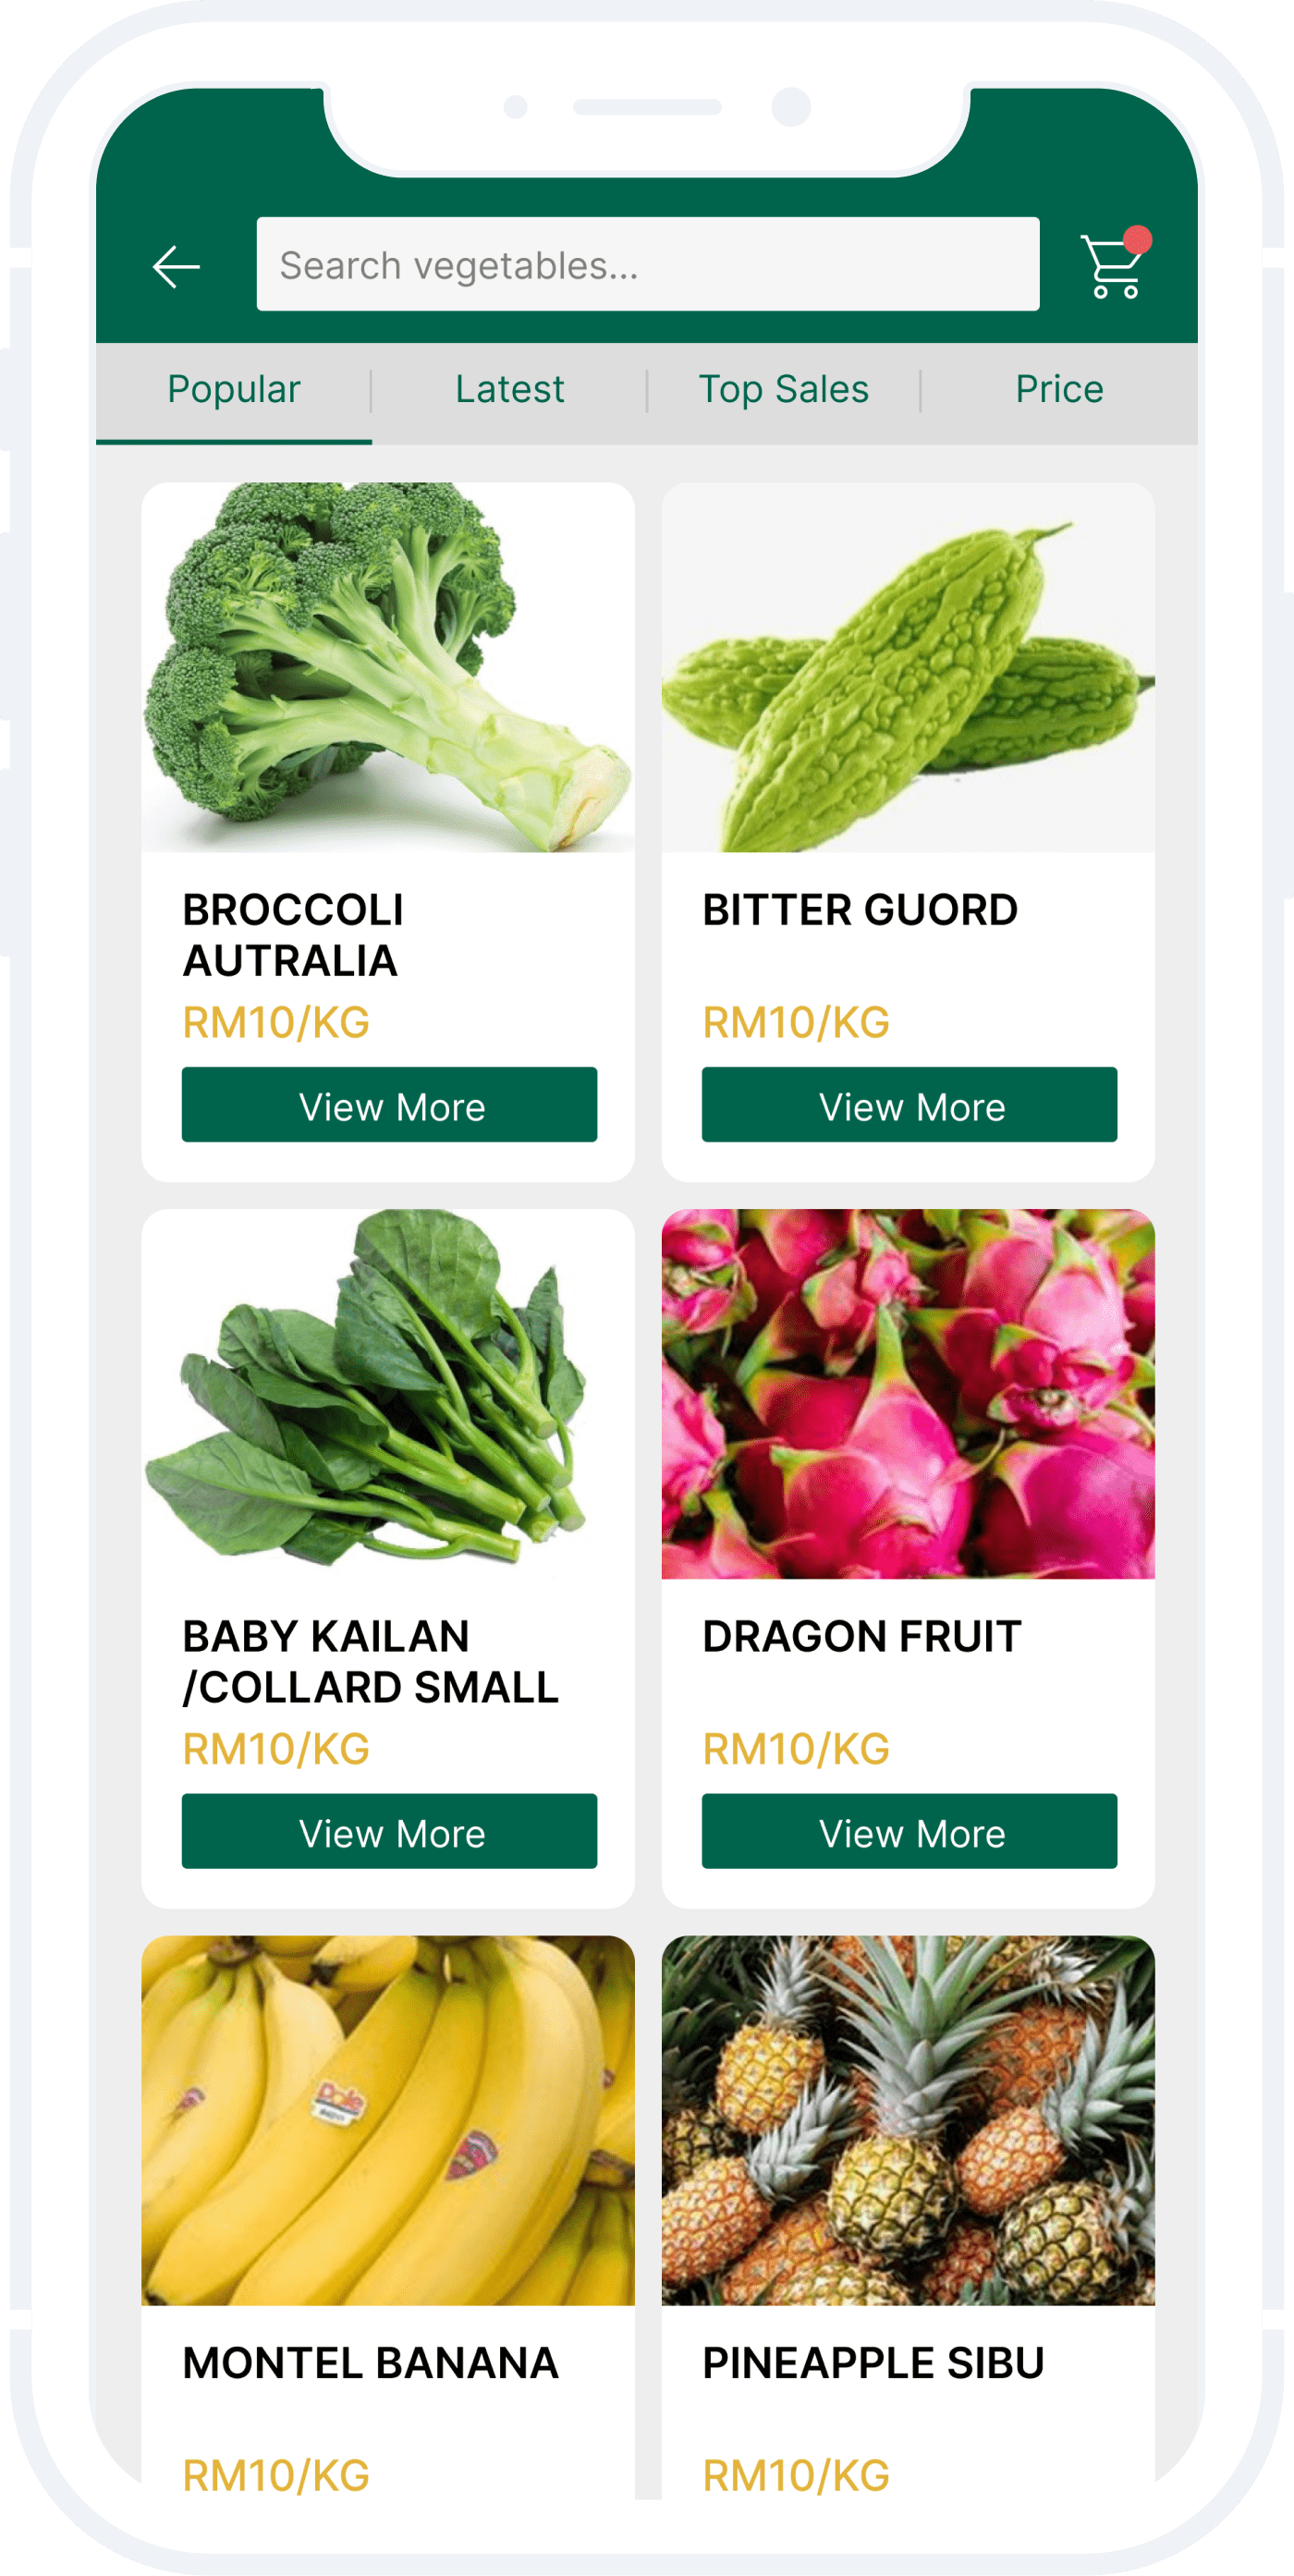 Search vegetables...
Popular
Latest
Top Sales
Price
BROCCOLI
AUTRALIA
RM10/KG
View More
BITTER GUORD
RM10/KG
View More
BABY KAILAN
/COLLARD SMALL
RM10/KG
View More
DRAGON FRUIT
RM10/KG
View More
Dole
MONTEL BANANA
RM10/KG
PINEAPPLE SIBU
RM10/KG